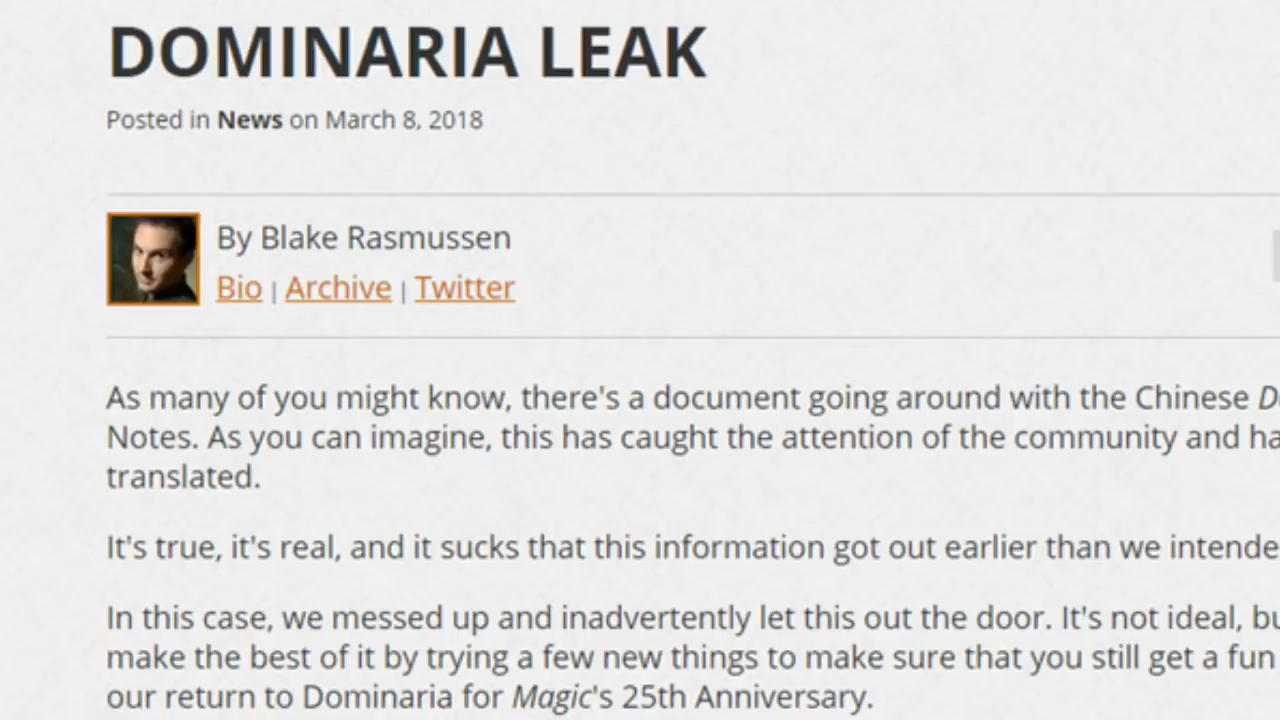 DOMINARIA LEAK
Posted in News on March 8, 2018
By Blake Rasmussen
Bio | Archive | Twitter
As many of you might know, there's a document going around with the Chinese
Notes. As you can imagine, this has caught the attention of the community and
translated.
It's true, it's real, and it sucks that this information got out earlier than we
In this case, we messed up and inadvertently let this out the door. It's not ideal,
make the best of it by trying a few new things to make sure that you still get a fun
our return to Dominaria for Magic's 25th Anniversary.